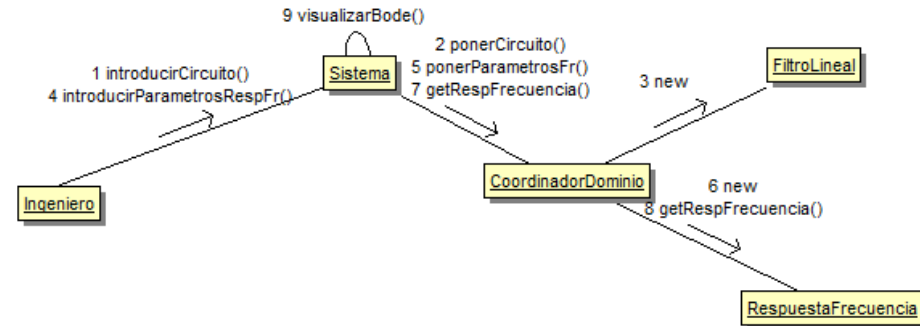 9 visualizarBode()
Sistema
1 introducirCircuito()
4 introducirParametrosRespFr()
2 ponerCircuito()
5 ponerParametrosFr()
7 getRespFrecuencia()
FiltroLineal
3 new
Ingeniero
CoordinadorDominio
6 new
8 getRespFrecuencia()
RespuestaFrecuencia